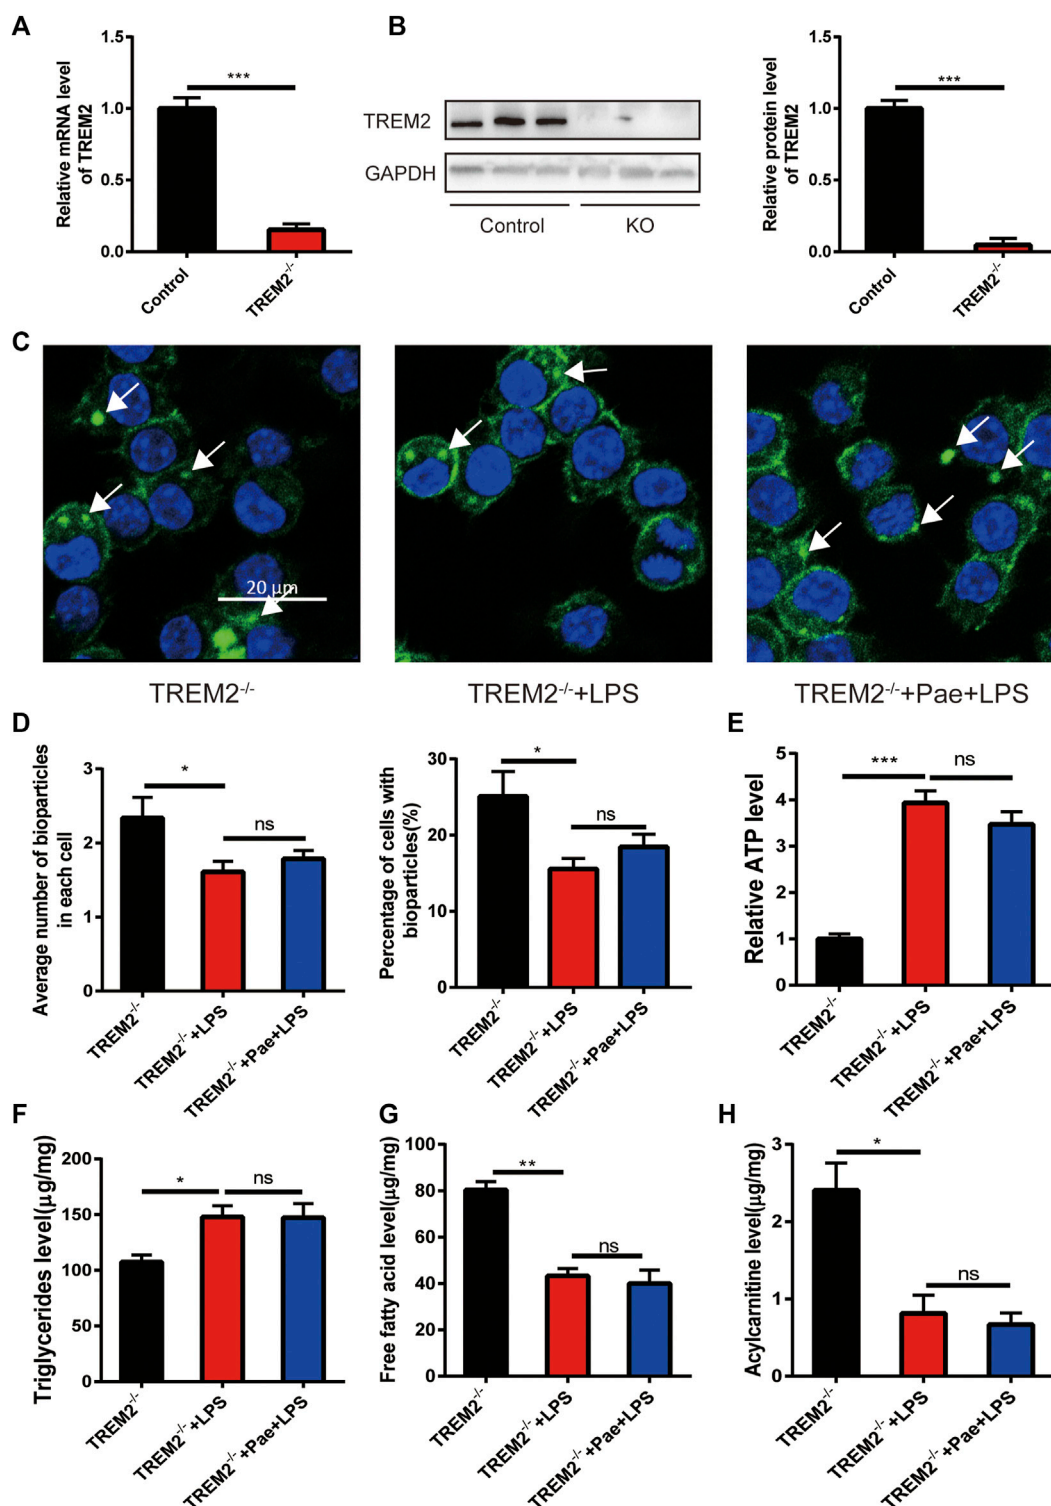 A
1.5
1.0
0.5
0.0
Relative mRNA level
of TREM2
***
Control
TREM2-/-
B
TREM2
GAPDH
Control
KO
1.5
1.0
0.5
0.0
Relative protein level
of TREM2
***
Control
TREM2-/-
C
20 µm
TREM2-/-
TREM2-/-+LPS
TREM2-/-+Pae+LPS
D
3
2
1
0
Average number of bioparticles
in each cell
*
ns
TREM2-/-
TREM2-/-+LPS
TREM2-/-+Pae+LPS
30
20
10
0
Percentage of cells with
bioparticles(%)
*
ns
TREM2-/-
TREM2-/-+LPS
TREM2-/-+Pae+LPS
E
5
4
3
2
1
0
Relative ATP level
***
ns
TREM2-/-
TREM2-/-+LPS
TREM2-/-+Pae+LPS
F
200
150
100
50
0
Triglycerides level(µg/mg)
*
ns
TREM2-/-
TREM2-/-+LPS
TREM2-/-+Pae+LPS
G
100
80
60
40
20
0
Free fatty acid level(µg/mg)
**
ns
TREM2-/-
TREM2-/-+LPS
TREM2-/-+Pae+LPS
H
3
2
1
0
Acylcarnitine level(µg/mg)
*
ns
TREM2-/-
TREM2-/-+LPS
TREM2-/-+Pae+LPS